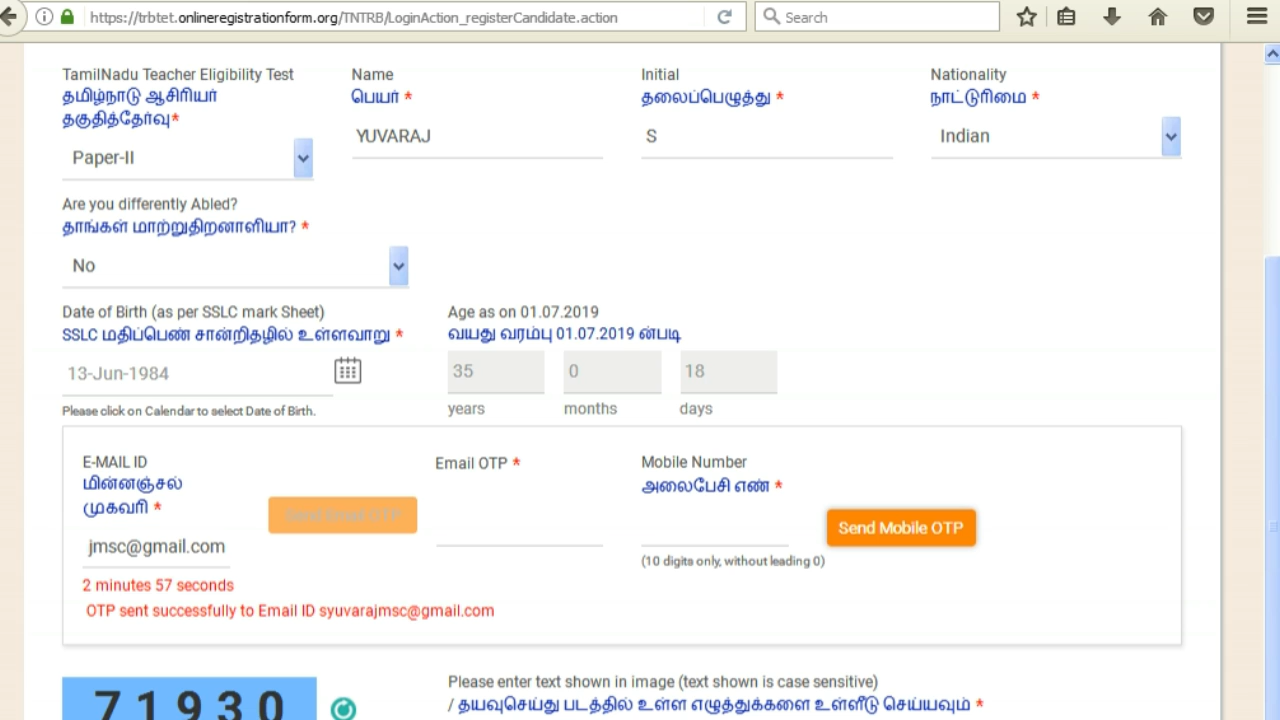 https://trbtet.onlineregistrationform.org/TNTRB/LoginAction_registerCandidate.action
Search
TamilNadu Teacher Eligibility Test
தமிழ்நாடு ஆசிரியர்
தகுதித்தேர்வு*
Paper-II
Name
பெயர் *
YUVARAJ
Initial
தலைப்பெழுத்து *
S
Nationality
நாட்டுரிமை *
Indian
Are you differently Abled?
தாங்கள் மாற்றுதிறனாளியா? *
No
Date of Birth (as per SSLC mark Sheet)
SSLC மதிப்பெண் சான்றிதழில் உள்ளவாறு *
13-Jun-1984
Please click on Calendar to select Date of Birth.
Age as on 01.07.2019
வயது வரம்பு 01.07.2019 ன்படி
35 0 18
years months days
E-MAIL ID
மின்னஞ்சல்
முகவரி *
jmsc@gmail.com
Send Email OTP
Email OTP *
Mobile Number
அலைபேசி எண் *
(10 digits only, without leading 0)
Send Mobile OTP
2 minutes 57 seconds
OTP sent successfully to Email ID syuvarajmsc@gmail.com
71930
Please enter text shown in image (text shown is case sensitive)
/ தயவுசெய்து படத்தில் உள்ள எழுத்துக்களை உள்ளீடு செய்யவும் *